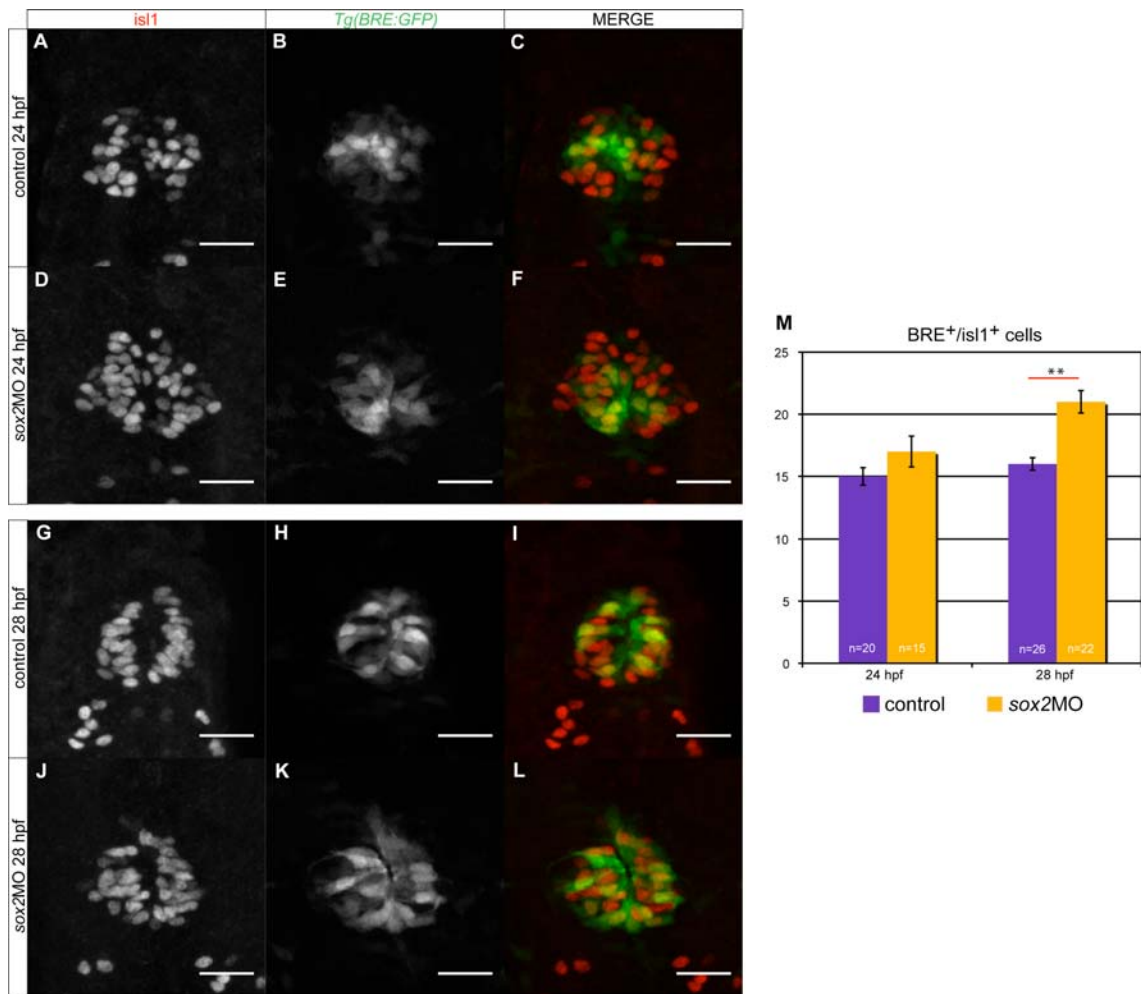 isl1 Tg(BRE:GFP) MERGE
control 24 hpf
A B C
sox2MO 24 hpf
D E F
control 28 hpf
G H I
sox2MO 28 hpf
J K L
M
BRE+/isl1+ cells
25
**
20
15
10
5
n=20 n=15 n=26 n=22
0
24 hpf 28 hpf
control sox2MO